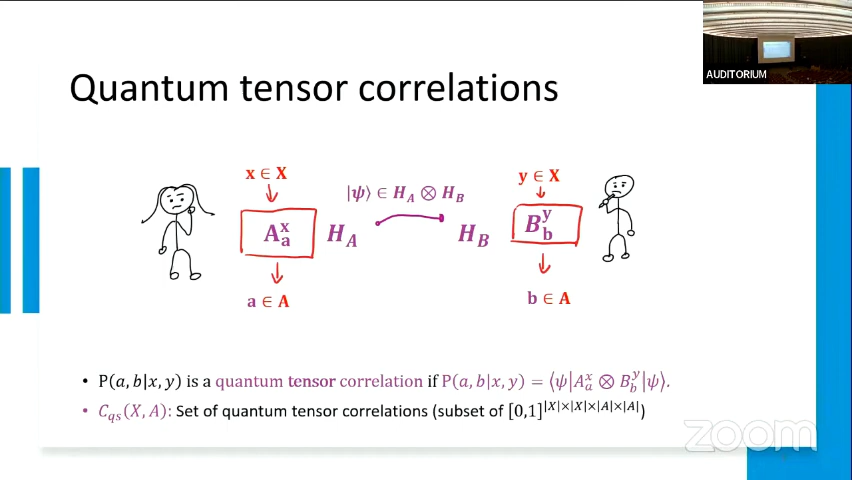 AUDITORIUM
Quantum tensor correlations
x ∈ X
y ∈ X
|ψ⟩ ∈ H_A ⊗ H_B
A^x_a
H_A
H_B
B^y_b
a ∈ A
b ∈ A
• P(a, b|x, y) is a quantum tensor correlation if P(a, b|x, y) = ⟨ψ|A^x_a ⊗ B^y_b|ψ⟩.
• C_qs(X, A): Set of quantum tensor correlations (subset of [0,1]^|X|×|X|×|A|×|A|)
zoom